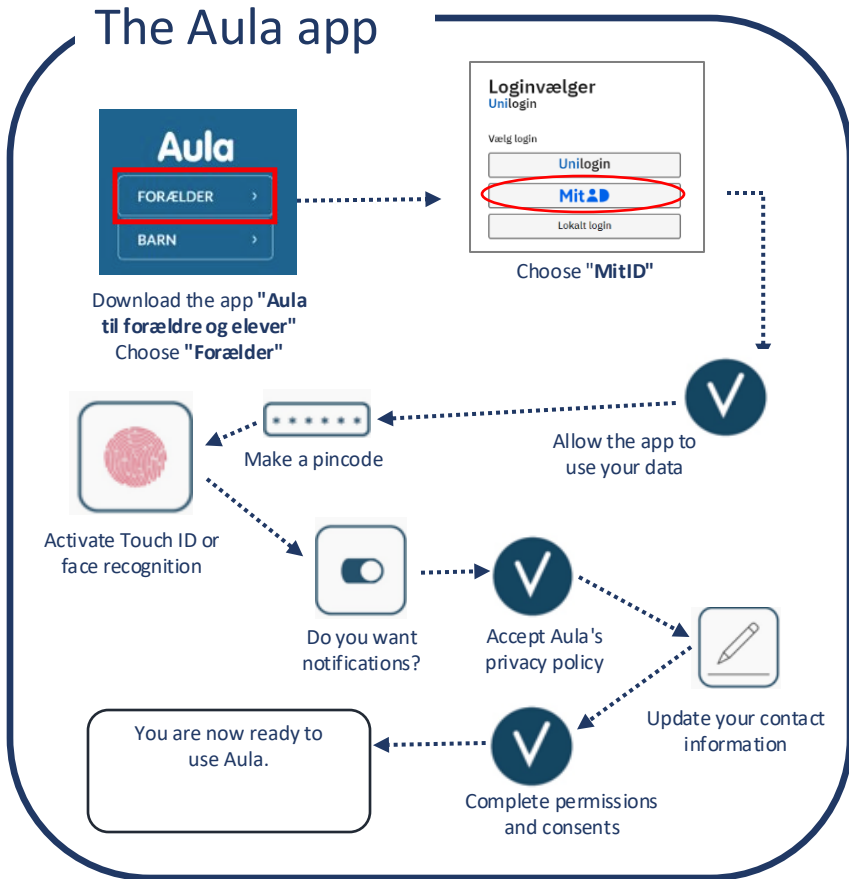 The Aula app
Aula
FORÆLDER
BARN
Download the app "Aula
til forældre og elever"
Choose "Forælder"
Loginvælger
Unilogin
Vælg login
Unilogin
Mit ID
Lokalt login
Choose "MitID"
Allow the app to
use your data
* * * * * *
Make a pincode
Activate Touch ID or
face recognition
Do you want
notifications?
Accept Aula's
privacy policy
Update your contact
information
Complete permissions
and consents
You are now ready to
use Aula.